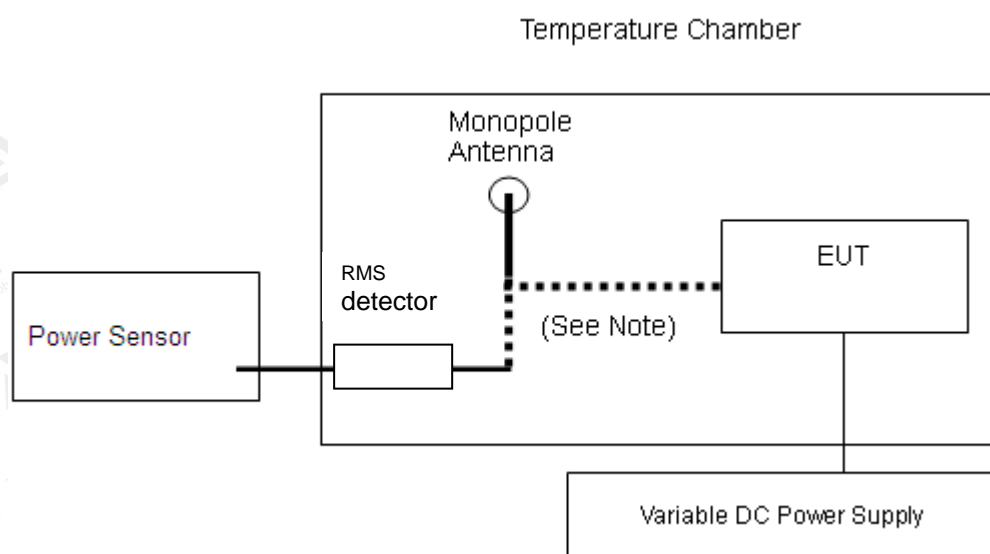 Temperature Chamber
Monopole
Antenna
EUT
RMS
detector
(See Note)
Power Sensor
Variable DC Power Supply